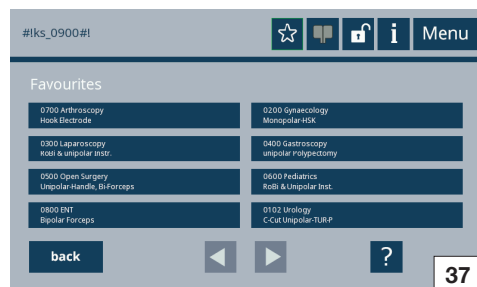 #!ks_0900#! i Menu
Favourites
0700 Arthroscopy
Hook Electrode
0200 Gynaecology
Monopolar-HSK
0300 Laparoscopy
RoBi & unipolar Instr.
0400 Gastroscopy
unipolar Polypectomy
0500 Open Surgery
Unipolar-Handle, Bi-Forceps
0600 Pediatrics
RoBi & Unipolar Inst.
0800 ENT
Bipolar Forceps
0102 Urology
C-Cut Unipolar-TUR-P
back ?
37